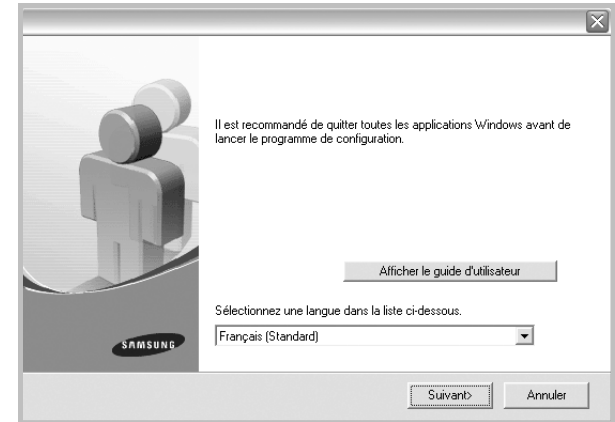 Il est recommandé de quitter toutes les applications Windows avant de
lancer le programme de configuration.
Afficher le guide d'utilisateur
Sélectionnez une langue dans la liste ci-dessous.
Français (Standard)
SAMSUNG
Suivant>
Annuler